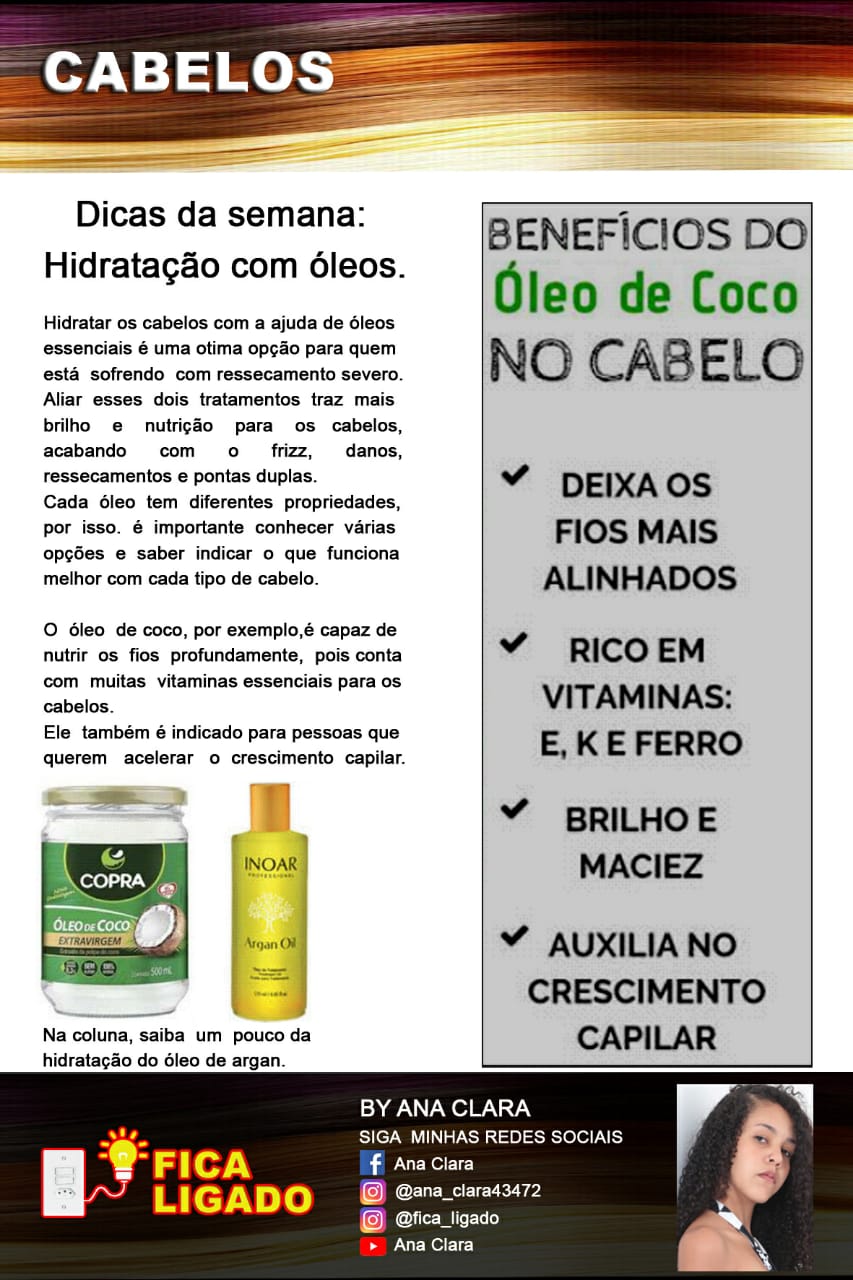 CABELOS
Dicas da semana:
Hidratação com óleos.
Hidratar os cabelos com a ajuda de óleos
essenciais é uma otima opção para quem
está sofrendo com ressecamento severo.
Aliar esses dois tratamentos traz mais
brilho e nutrição para os cabelos,
acabando com o frizz, danos,
ressecamentos e pontas duplas.
Cada óleo tem diferentes propriedades,
por isso. é importante conhecer várias
opções e saber indicar o que funciona
melhor com cada tipo de cabelo.
O óleo de coco, por exemplo,é capaz de
nutrir os fios profundamente, pois conta
com muitas vitaminas essenciais para os
cabelos.
Ele também é indicado para pessoas que
querem acelerar o crescimento capilar.
COPRA
ÓLEO DE COCO
EXTRAVIRGEM
500 mL
INOAR
PROFESSIONAL
Argan Oil
Na coluna, saiba um pouco da
hidratação do óleo de argan.
BENEFÍCIOS DO
Óleo de Coco
NO CABELO
DEIXA OS
FIOS MAIS
ALINHADOS
RICO EM
VITAMINAS:
E, K E FERRO
BRILHO E
MACIEZ
AUXILIA NO
CRESCIMENTO
CAPILAR
FICA
LIGADO
BY ANA CLARA
SIGA MINHAS REDES SOCIAIS
Ana Clara
@ana_clara43472
@fica_ligado
Ana Clara